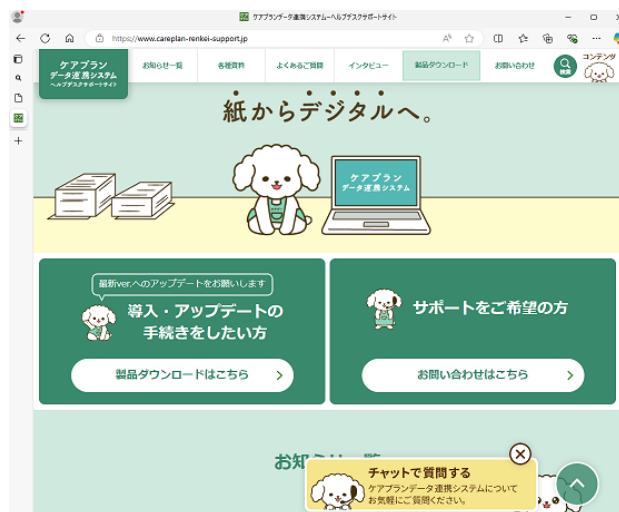 ケアプランデータ連携システムーヘルプデスクサポートサイト
https://www.careplan-renkei-support.jp
ケアプラン
データ連携システム
ヘルプデスクサポートサイト
お知らせ一覧
各種資料
よくあるご質問
インタビュー
製品ダウンロード
お問い合わせ
検索
コンテンツ
紙からデジタルへ。
ケアプラン
データ連携システム
最新ver.へのアップデートをお願いします
導入・アップデートの
手続きをしたい方
製品ダウンロードはこちら
サポートをご希望の方
お問い合わせはこちら
お知らせ一覧
チャットで質問する
ケアプランデータ連携システムについて
お気軽にご質問ください。